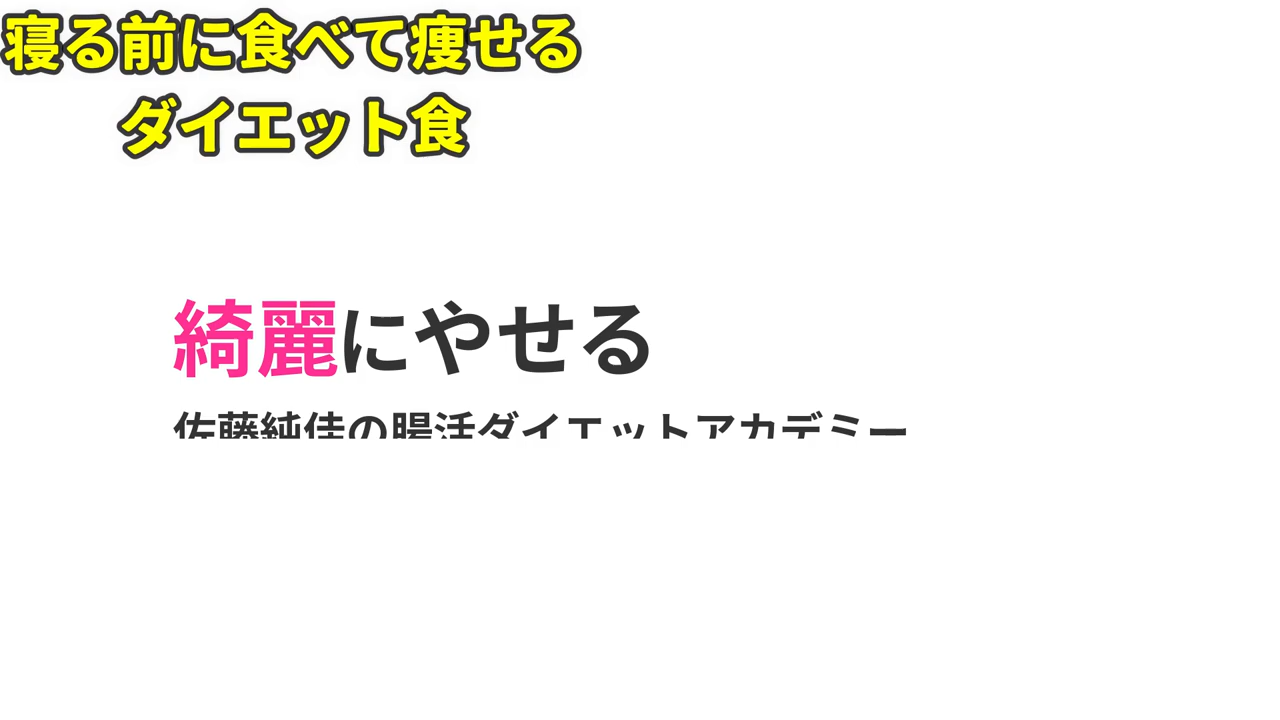 寝る前に食べて痩せる
ダイエット食
綺麗にやせる
佐藤純佳の腸活ダイエットアカデミー